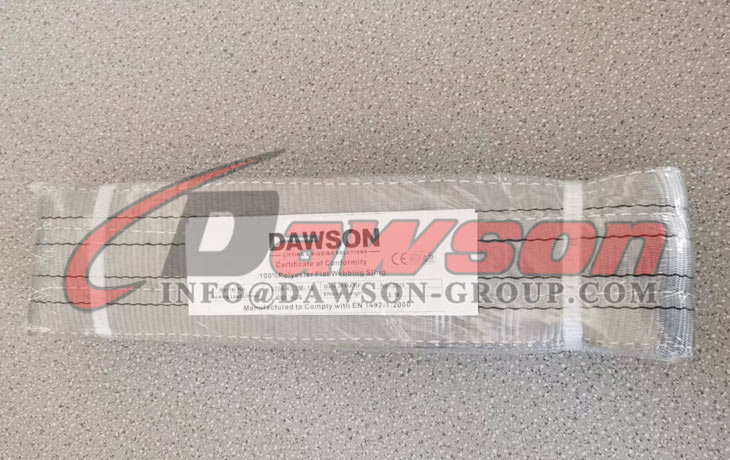 Dawson
INFO@DAWSON-GROUP.COM
DAWSON
LIFTING & RIGGING SOLUTIONS
Certificate of Conformity
100% Polyester Flat Webbing Sling
CE GS
Manufactured to Comply with EN 1492-1:2000